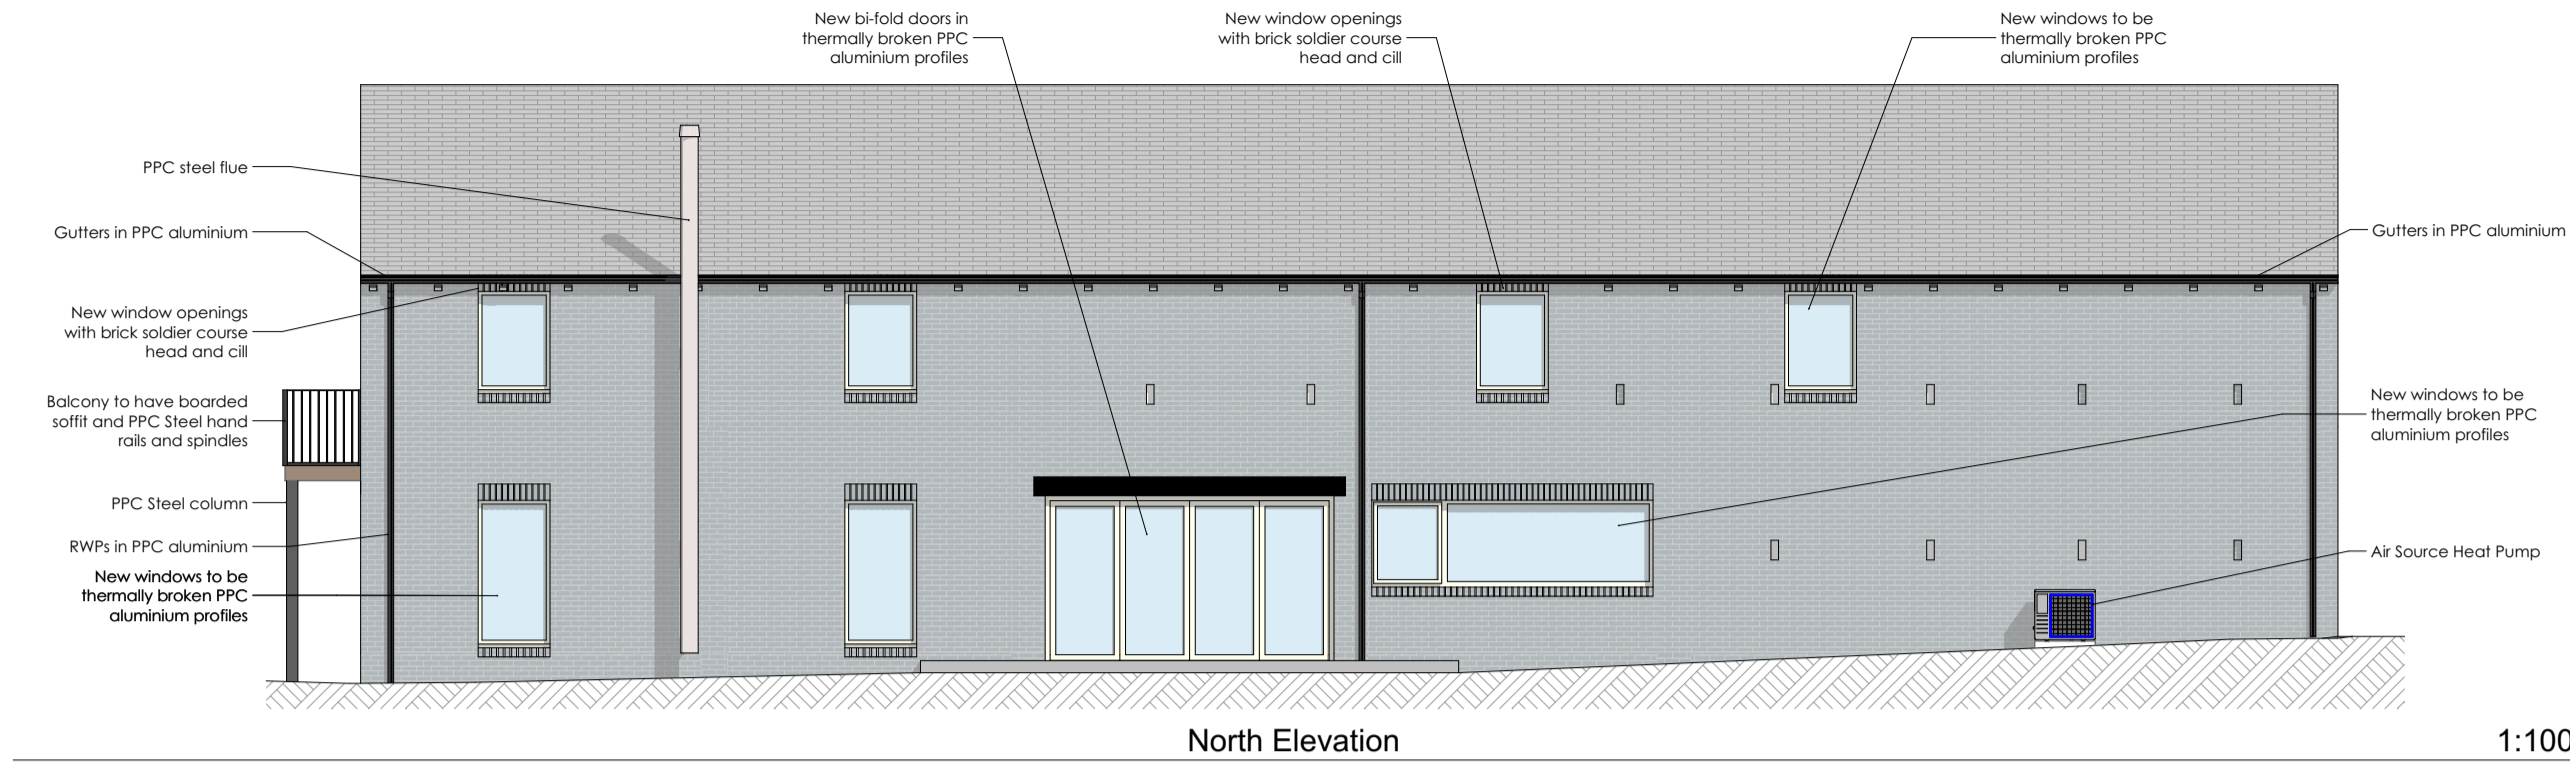 New bi-fold doors in
thermally broken PPC
aluminium profiles
New window openings
with brick soldier course
head and cill
New windows to be
thermally broken PPC
aluminium profiles
PPC steel flue
Gutters in PPC aluminium
New window openings
with brick soldier course
head and cill
Balcony to have boarded
soffit and PPC Steel hand
rails and spindles
PPC Steel column
RWPs in PPC aluminium
New windows to be
thermally broken PPC
aluminium profiles
Gutters in PPC aluminium
New windows to be
thermally broken PPC
aluminium profiles
Air Source Heat Pump
North Elevation
1:100